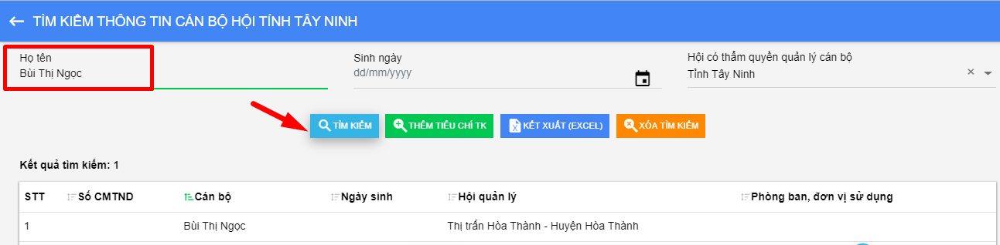 TÌM KIẾM THÔNG TIN CÁN BỘ HỘI TÍNH TÂY NINH
Họ tên
Bùi Thị Ngọc
Sinh ngày
dd/mm/yyyy
Hội có thẩm quyền quản lý cán bộ
Tỉnh Tây Ninh
TÌM KIẾM THÊM TIÊU CHÍ TK KẾT XUẤT (EXCEL) XÓA TÌM KIẾM
Kết quả tìm kiếm: 1
STT Số CMTND Cán bộ Ngày sinh Hội quản lý Phòng ban, đơn vị sử dụng
1 Bùi Thị Ngọc Thị trấn Hòa Thành - Huyện Hòa Thành